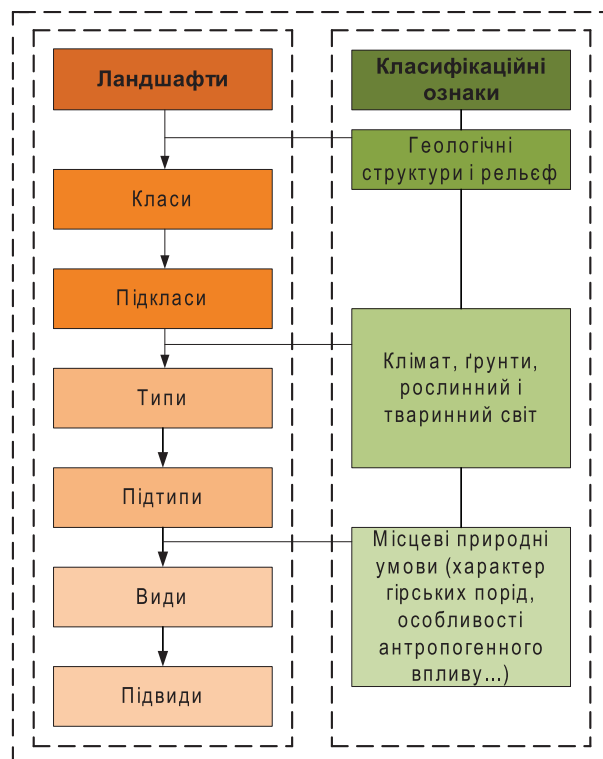 Ландшафти
Класи
Підкласи
Типи
Підтипи
Види
Підвиди
Класифікаційні
ознаки
Геологічні
структури і рельєф
Клімат, ґрунти,
рослинний і
тваринний світ
Місцеві природні
умови (характер
гірських порід,
особливості
антропогенного
впливу...)